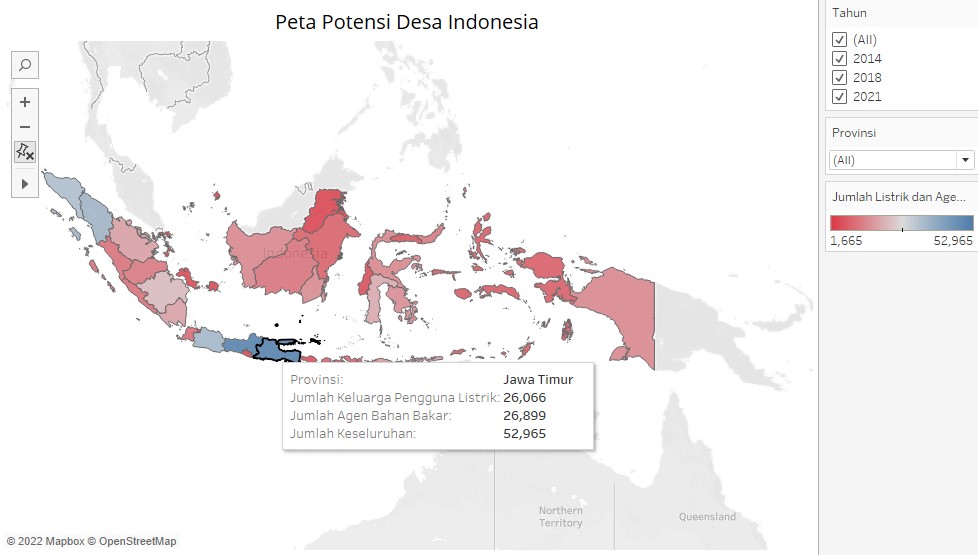 Peta Potensi Desa Indonesia
Tahun
(All)
2014
2018
2021
Provinsi
(All)
Jumlah Listrik dan Age...
1,665 52,965
Indonesia
Provinsi: Jawa Timur
Jumlah Keluarga Pengguna Listrik: 26,066
Jumlah Agen Bahan Bakar: 26,899
Jumlah Keseluruhan: 52,965
Northern
Territory
Queensland
© 2022 Mapbox © OpenStreetMap